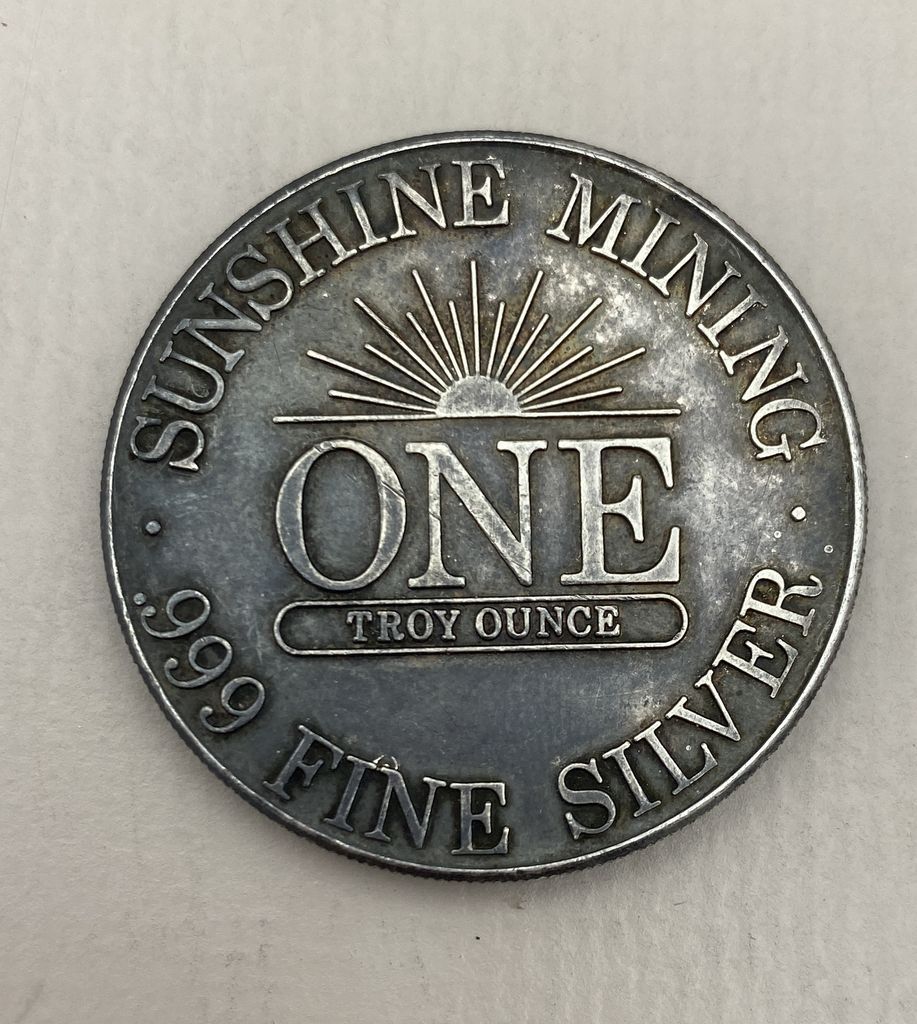 SUNSHINE MINING
ONE
TROY OUNCE
.999 FINE SILVER